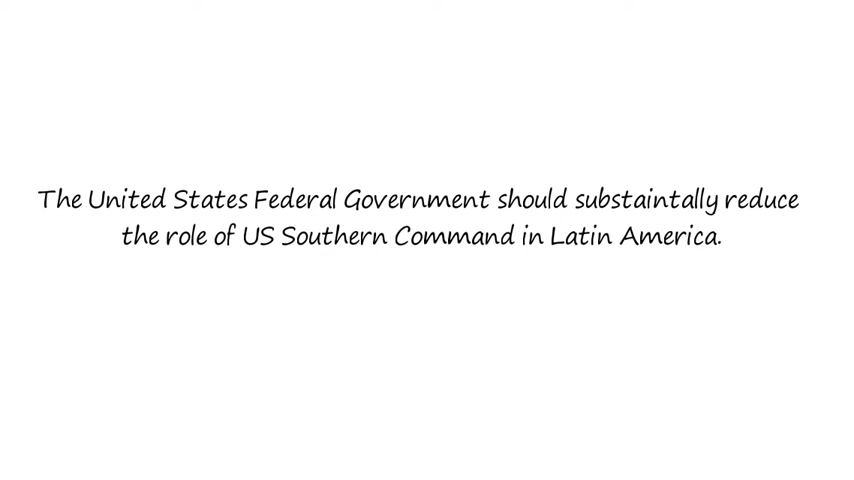 The United States Federal Government should substaintally reduce
the role of US Southern Command in Latin America.